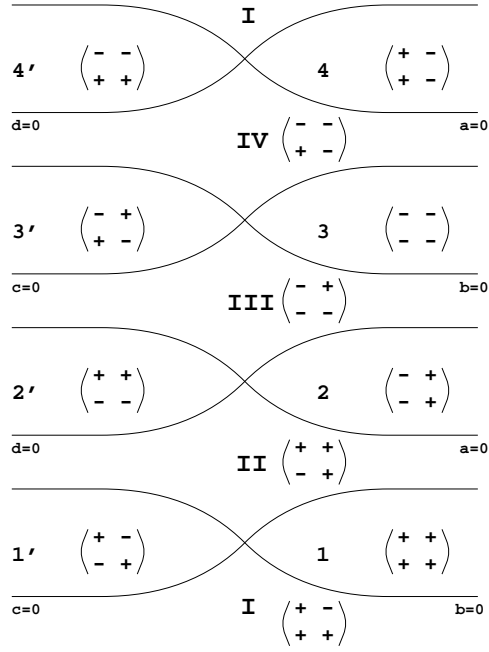 I
4' ( - - + + ) 4 ( + - + - )
d=0 a=0
IV ( - - + - )
3' ( - + + - ) 3 ( - - - - )
c=0 b=0
III ( - + - - )
2' ( + + - - ) 2 ( - + - + )
d=0 a=0
II ( + + - + )
1' ( + - - + ) 1 ( + + + + )
c=0 b=0
I ( + - + + )